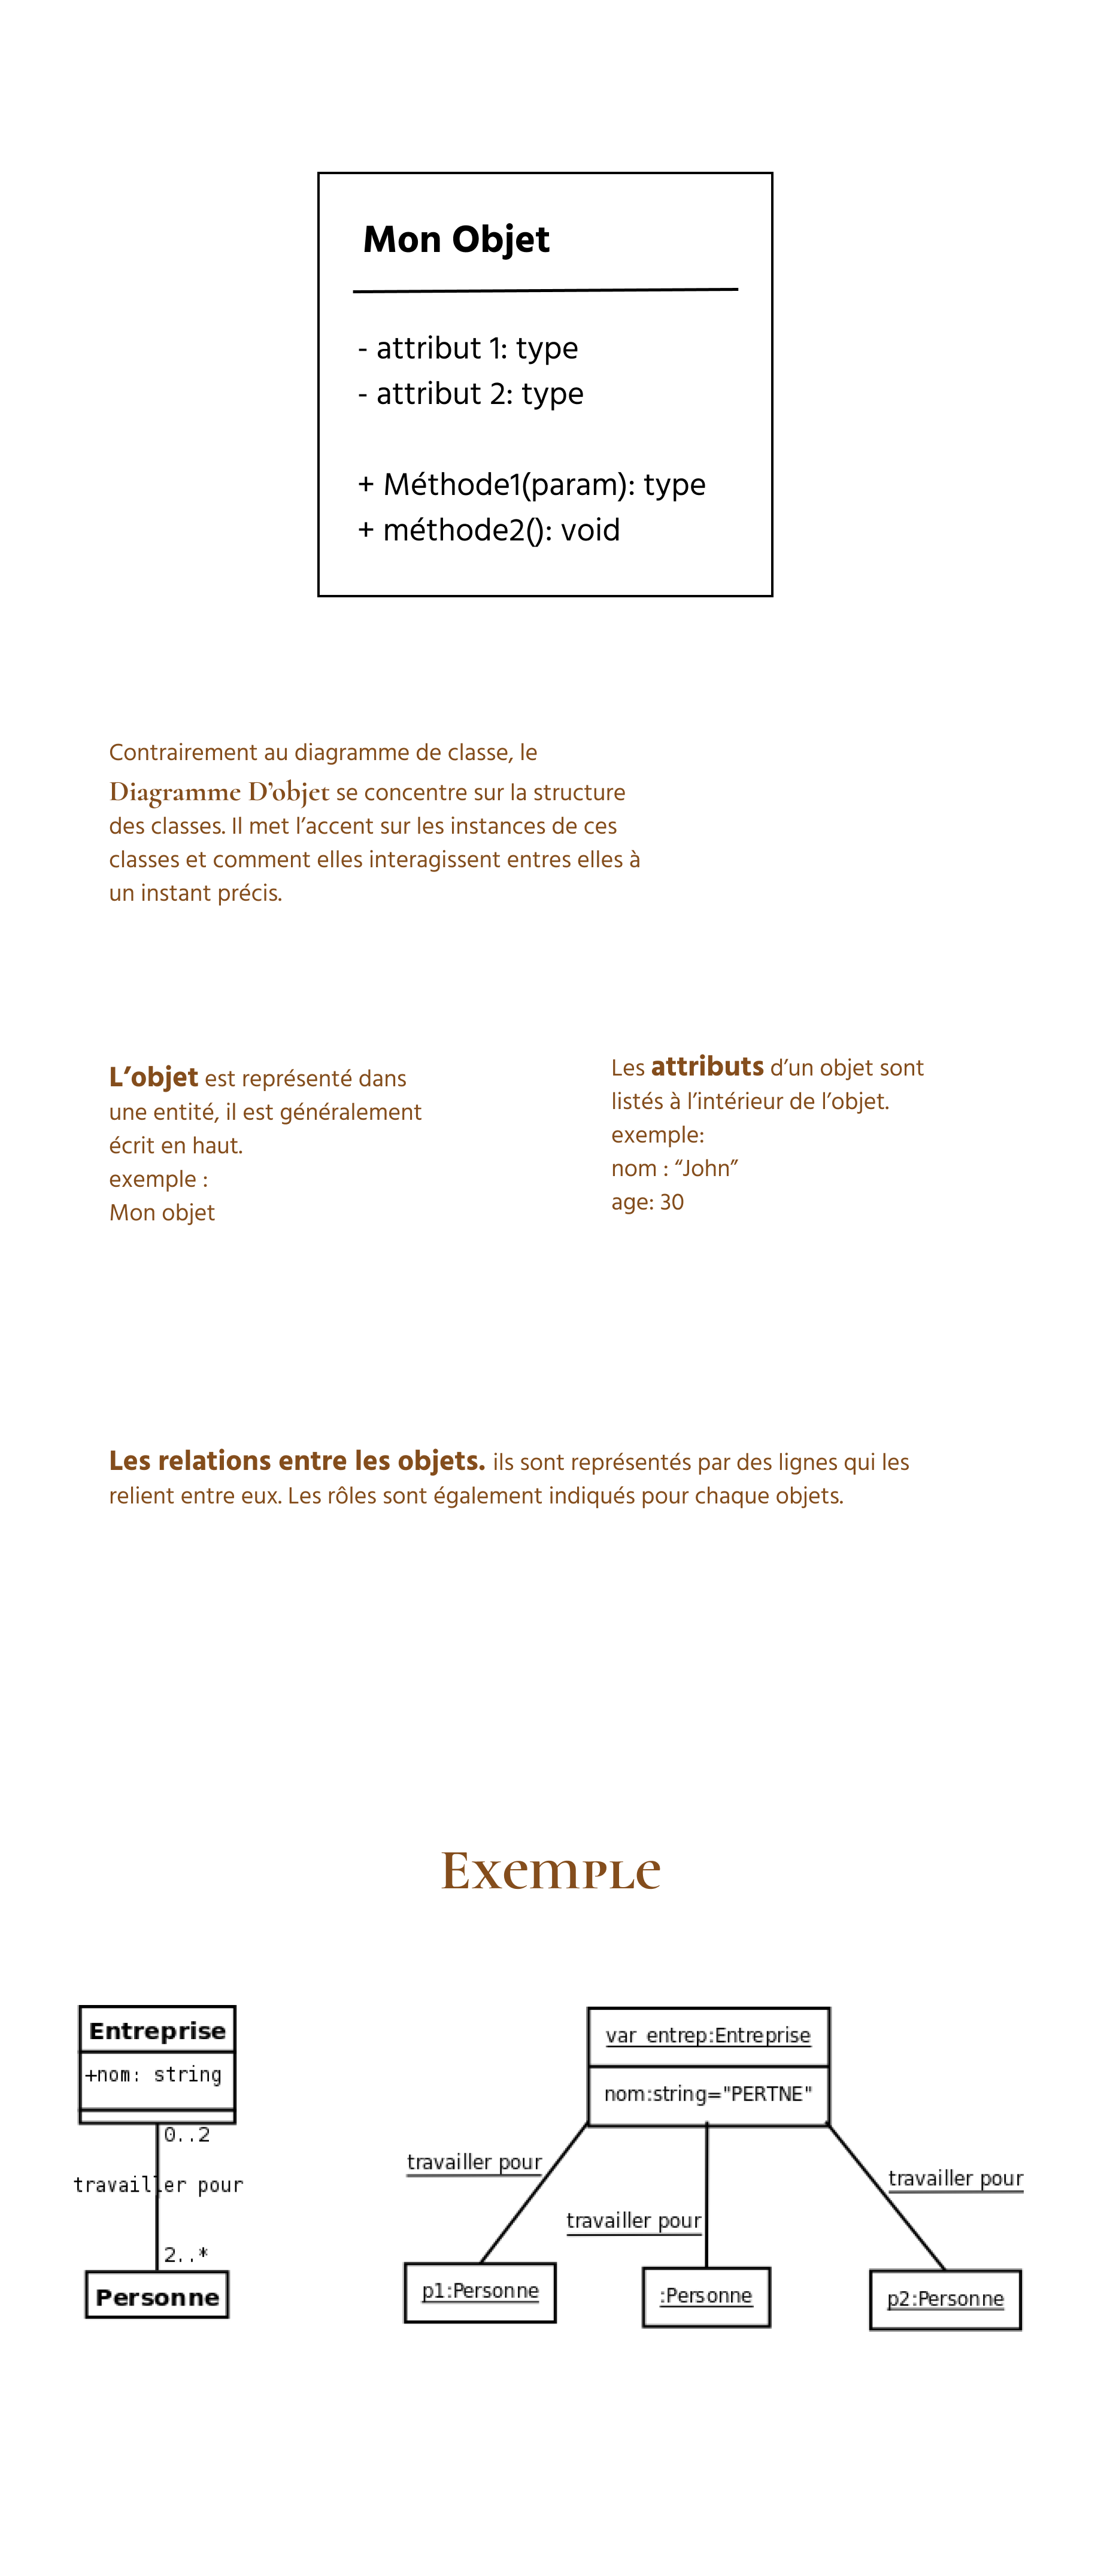 Mon Objet
- attribut 1: type
- attribut 2: type
+ Méthode1(param): type
+ méthode2(): void
Contrairement au diagramme de classe, le
Diagramme D’objet se concentre sur la structure
des classes. Il met l’accent sur les instances de ces
classes et comment elles interagissent entres elles à
un instant précis.
L’objet est représenté dans
une entité, il est généralement
écrit en haut.
exemple :
Mon objet
Les attributs d’un objet sont
listés à l’intérieur de l’objet.
exemple:
nom : “John”
age: 30
Les relations entre les objets. ils sont représentés par des lignes qui les
relient entre eux. Les rôles sont également indiqués pour chaque objets.
Exemple
Entreprise
+nom: string
0..2
travailler pour
2..*
Personne
var entrep:Entreprise
nom:string="PERTNE"
travailler pour
travailler pour
travailler pour
p1:Personne
:Personne
p2:Personne